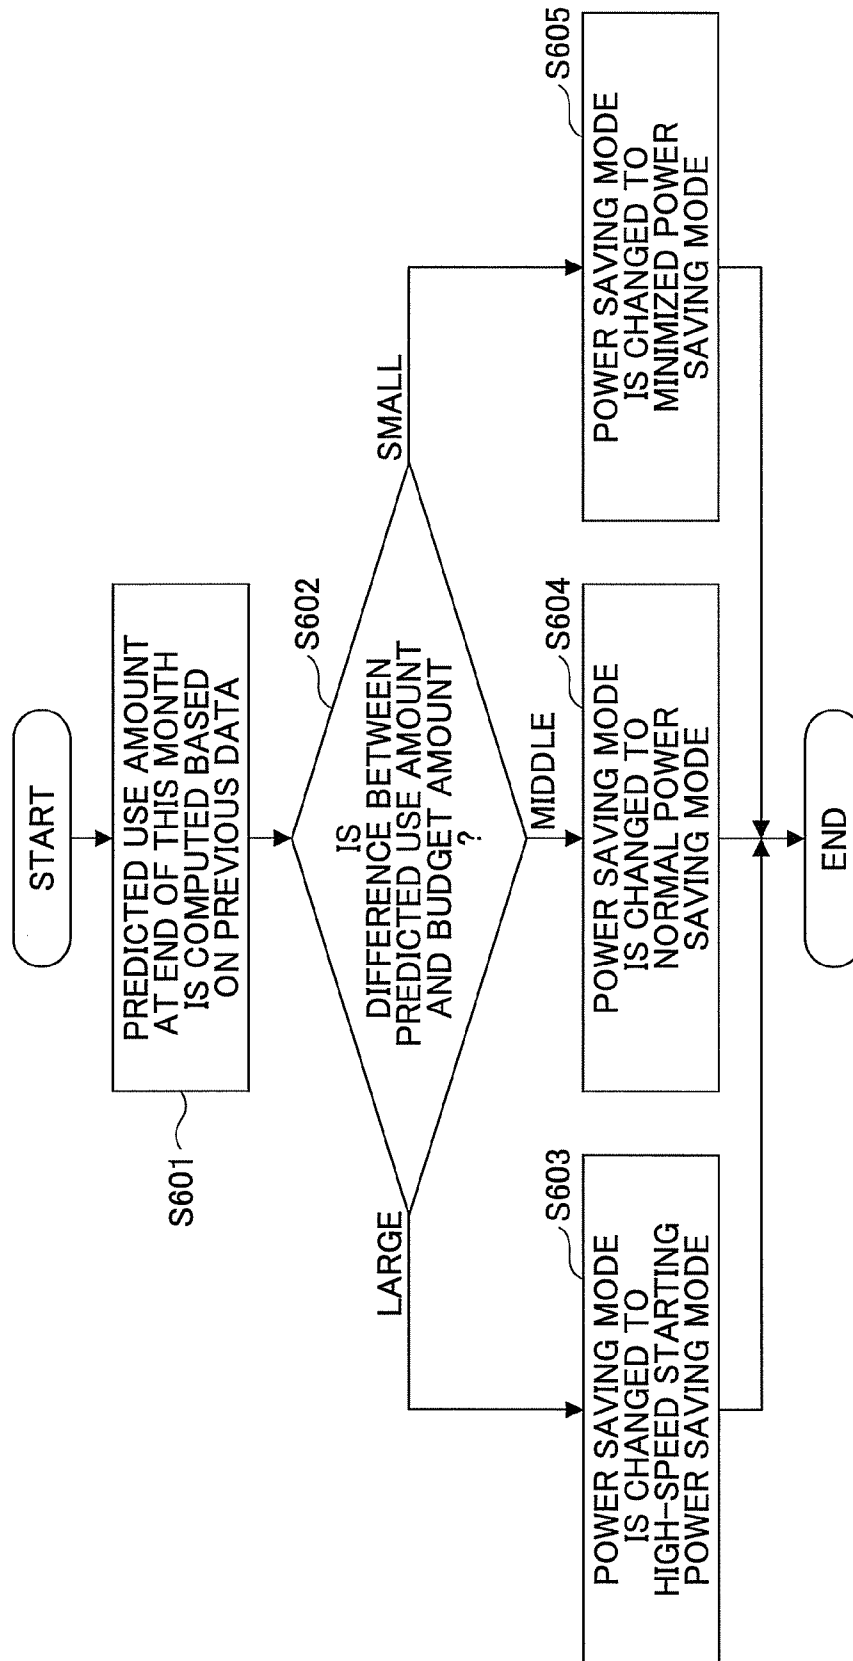 START
PREDICTED USE AMOUNT
AT END OF THIS MONTH
IS COMPUTED BASED
ON PREVIOUS DATA
S601
IS
DIFFERENCE BETWEEN
PREDICTED USE AMOUNT
AND BUDGET AMOUNT
?
S602
LARGE
MIDDLE
SMALL
POWER SAVING MODE
IS CHANGED TO
HIGH-SPEED STARTING
POWER SAVING MODE
S603
POWER SAVING MODE
IS CHANGED TO
NORMAL POWER
SAVING MODE
S604
POWER SAVING MODE
IS CHANGED TO
MINIMIZED POWER
SAVING MODE
S605
END